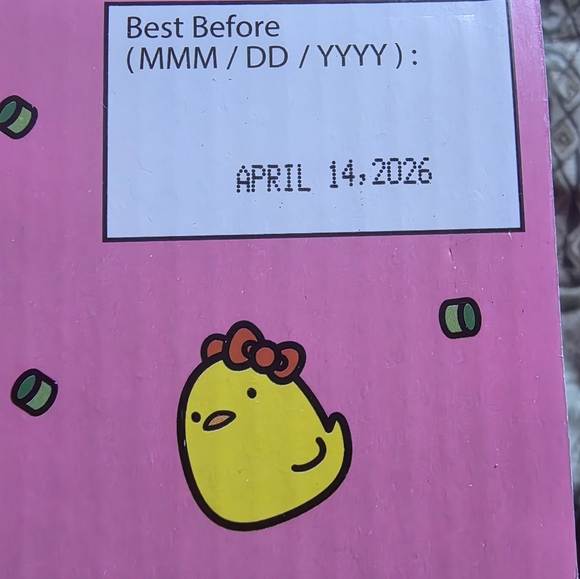 Best Before
(MMM / DD / YYYY) :
APRIL 14,2026